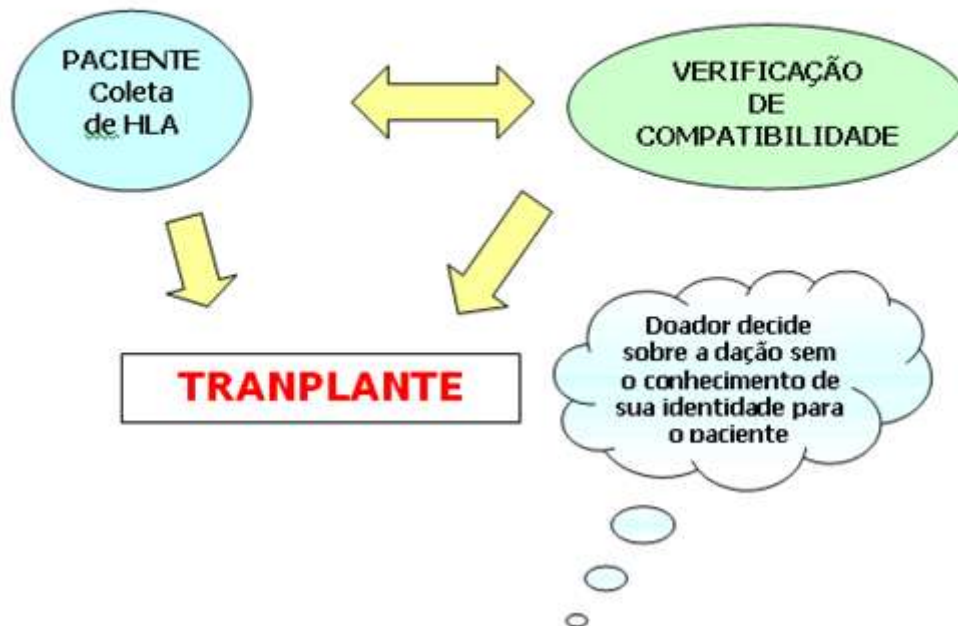 PACIENTE
Coleta
de HLA
VERIFICAÇÃO
DE
COMPATIBILIDADE
TRANPLANTE
Doador decide
sobre a dação sem
o conhecimento de
sua identidade para
o paciente